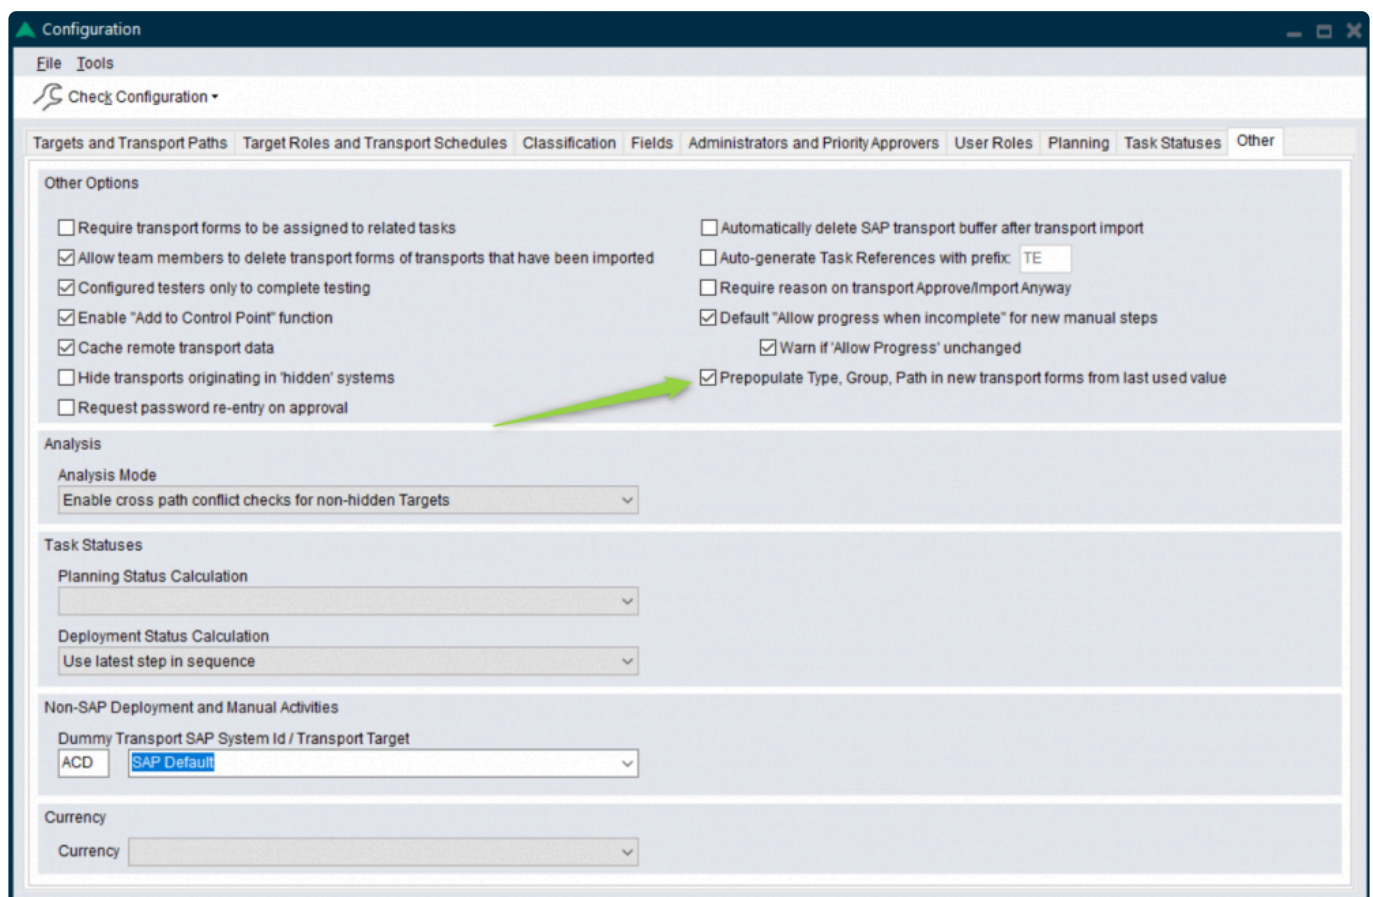 Configuration
File Tools
Check Configuration
Targets and Transport Paths Target Roles and Transport Schedules Classification Fields Administrators and Priority Approvers User Roles Planning Task Statuses Other
Other Options
Require transport forms to be assigned to related tasks
Allow team members to delete transport forms of transports that have been imported
Configured testers only to complete testing
Enable "Add to Control Point" function
Cache remote transport data
Hide transports originating in 'hidden' systems
Request password re-entry on approval
Automatically delete SAP transport buffer after transport import
Auto-generate Task References with prefix: TE
Require reason on transport Approve/Import Anyway
Default "Allow progress when incomplete" for new manual steps
Warn if 'Allow Progress' unchanged
Prepopulate Type, Group, Path in new transport forms from last used value
Analysis
Analysis Mode
Enable cross path conflict checks for non-hidden Targets
Task Statuses
Planning Status Calculation
Deployment Status Calculation
Use latest step in sequence
Non-SAP Deployment and Manual Activities
Dummy Transport SAP System Id / Transport Target
ACD SAP Default
Currency
Currency